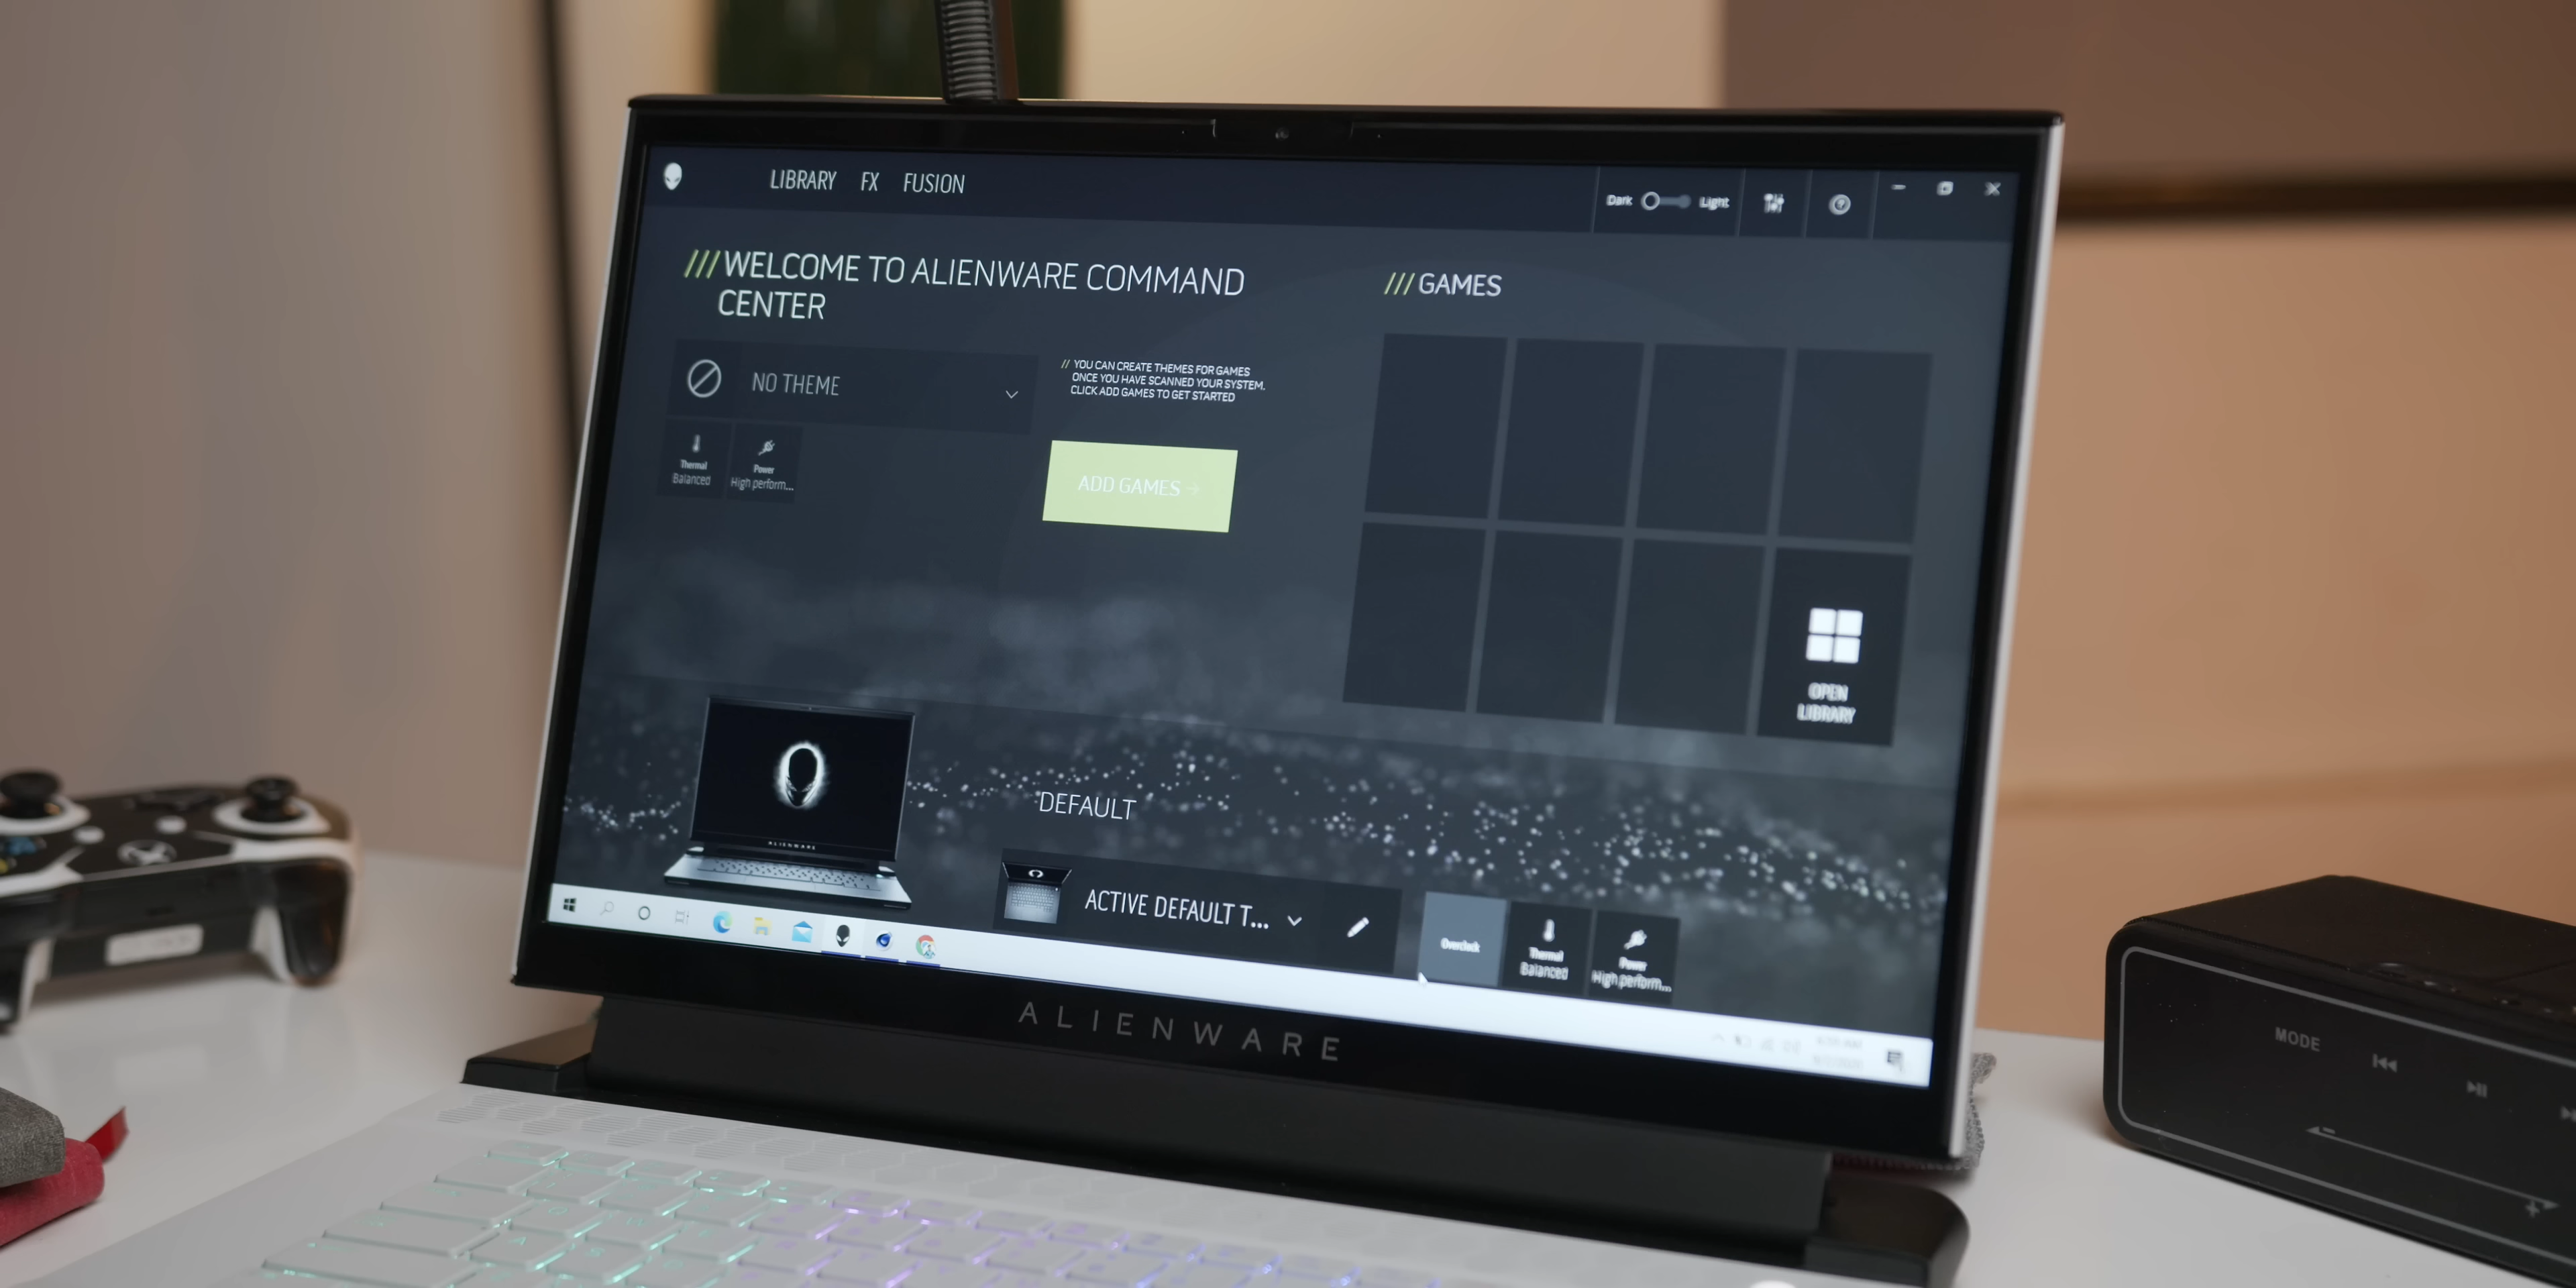 LIBRARY FX FUSION
Dark Light
///WELCOME TO ALIENWARE COMMAND
CENTER
///GAMES
NO THEME
// YOU CAN CREATE THEMES FOR GAMES
ONCE YOU HAVE SCANNED YOUR SYSTEM.
CLICK ADD GAMES TO GET STARTED
Thermal
Balanced
Power
High perform...
ADD GAMES →
OPEN
LIBRARY
ALIENWARE
DEFAULT
ACTIVE DEFAULT T...
Overclock
Thermal
Balanced
Power
High perform...
ALIENWARE
MODE